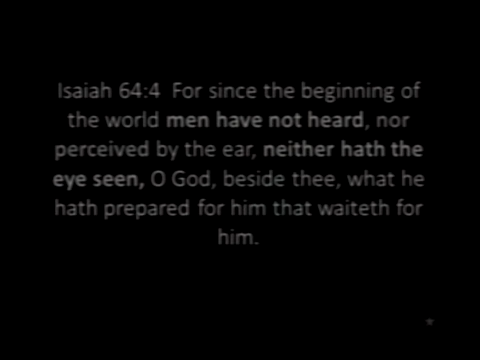 Isaiah 64:4  For since the beginning of
the world men have not heard, nor
perceived by the ear, neither hath the
eye seen, O God, beside thee, what he
hath prepared for him that waiteth for
him.